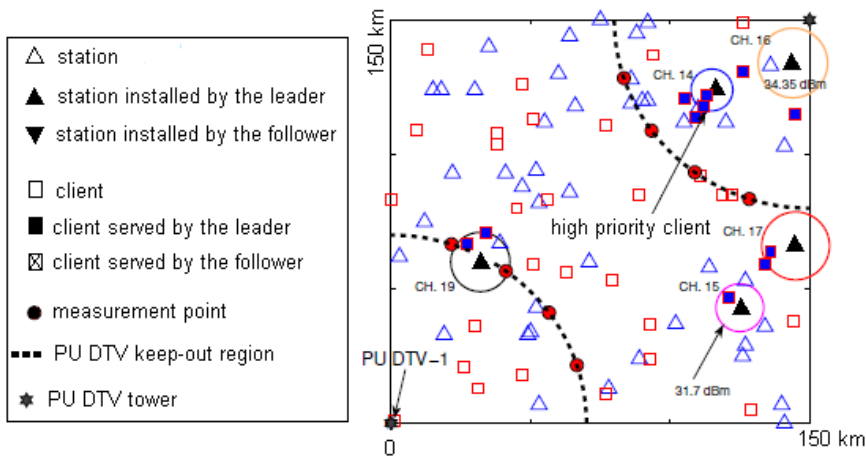 station
station installed by the leader
station installed by the follower
client
client served by the leader
client served by the follower
measurement point
PU DTV keep-out region
PU DTV tower
150 km
CH. 16
CH. 14
34.35 dBm
high priority client
CH. 17
CH. 19
CH. 15
PU DTV-1
31.7 dBm
0
150 km